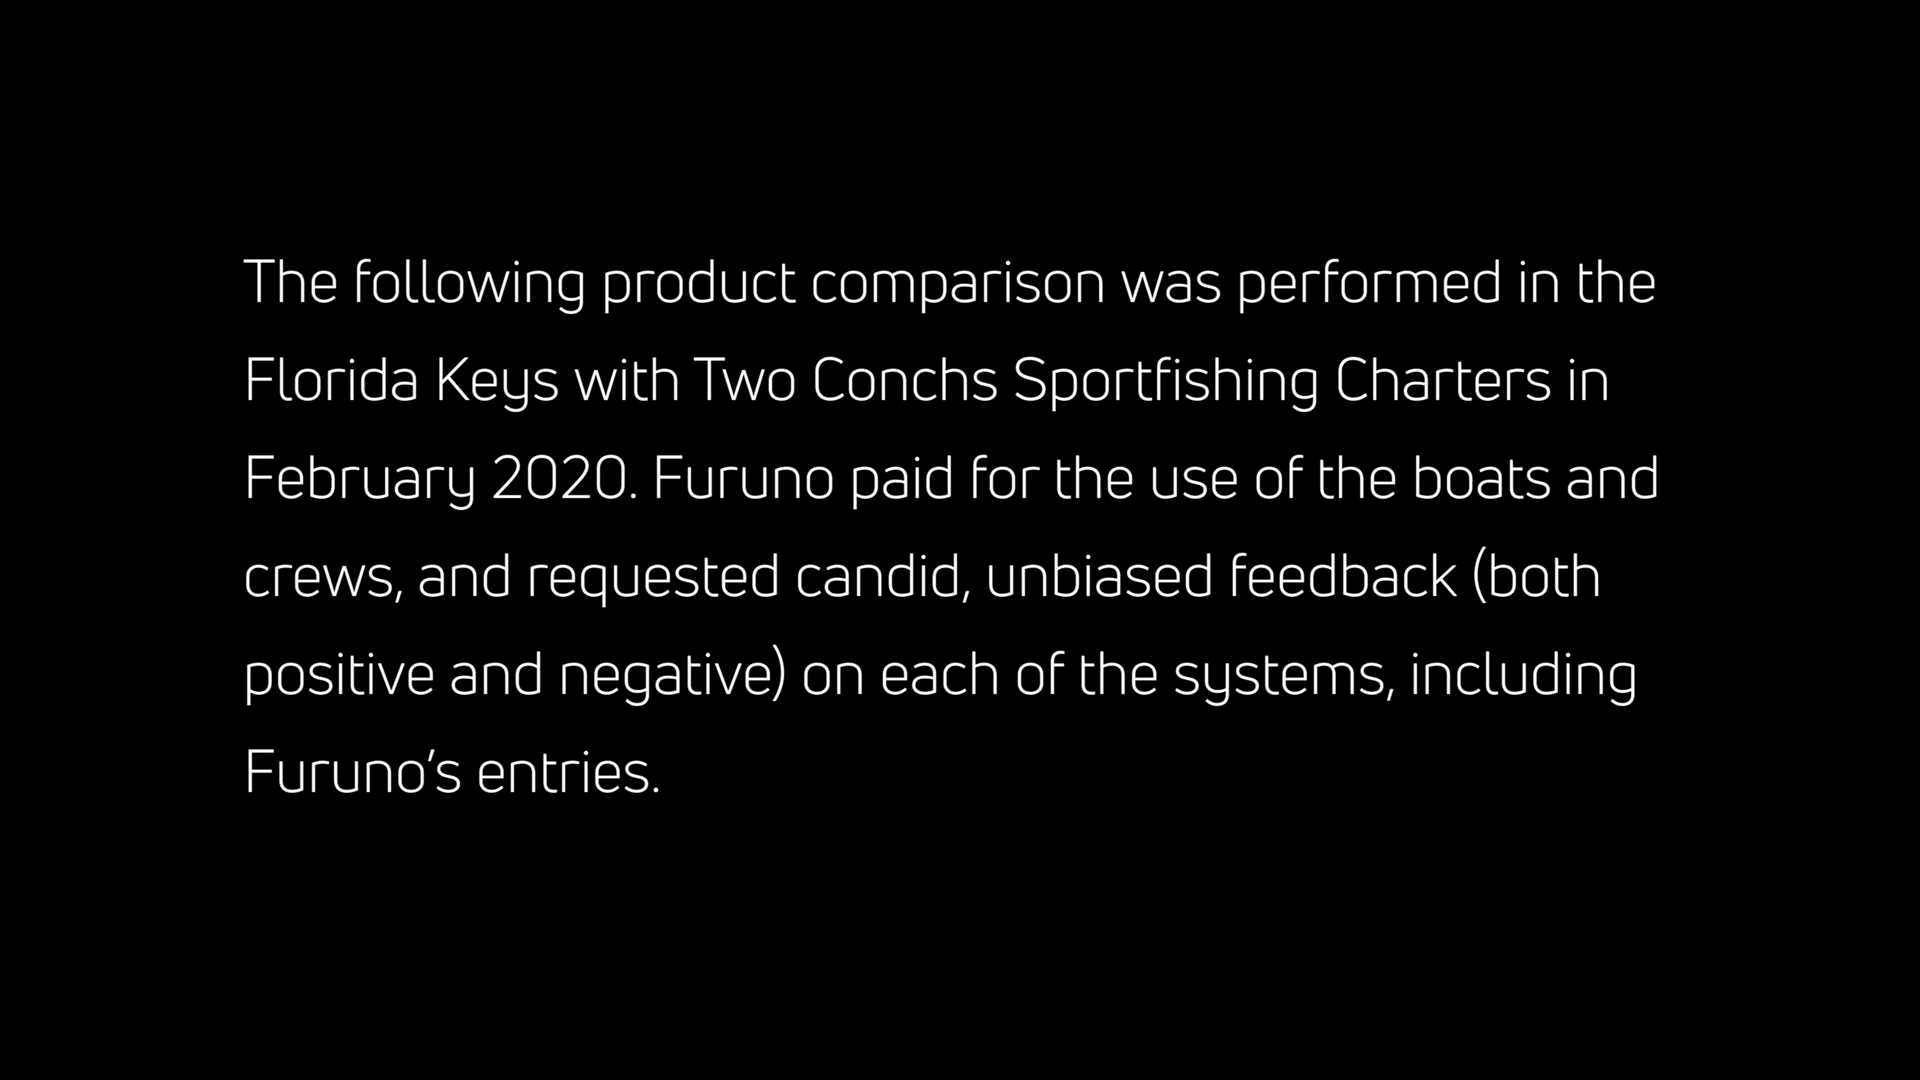 The following product comparison was performed in the
Florida Keys with Two Conchs Sportfishing Charters in
February 2020. Furuno paid for the use of the boats and
crews, and requested candid, unbiased feedback (both
positive and negative) on each of the systems, including
Furuno’s entries.